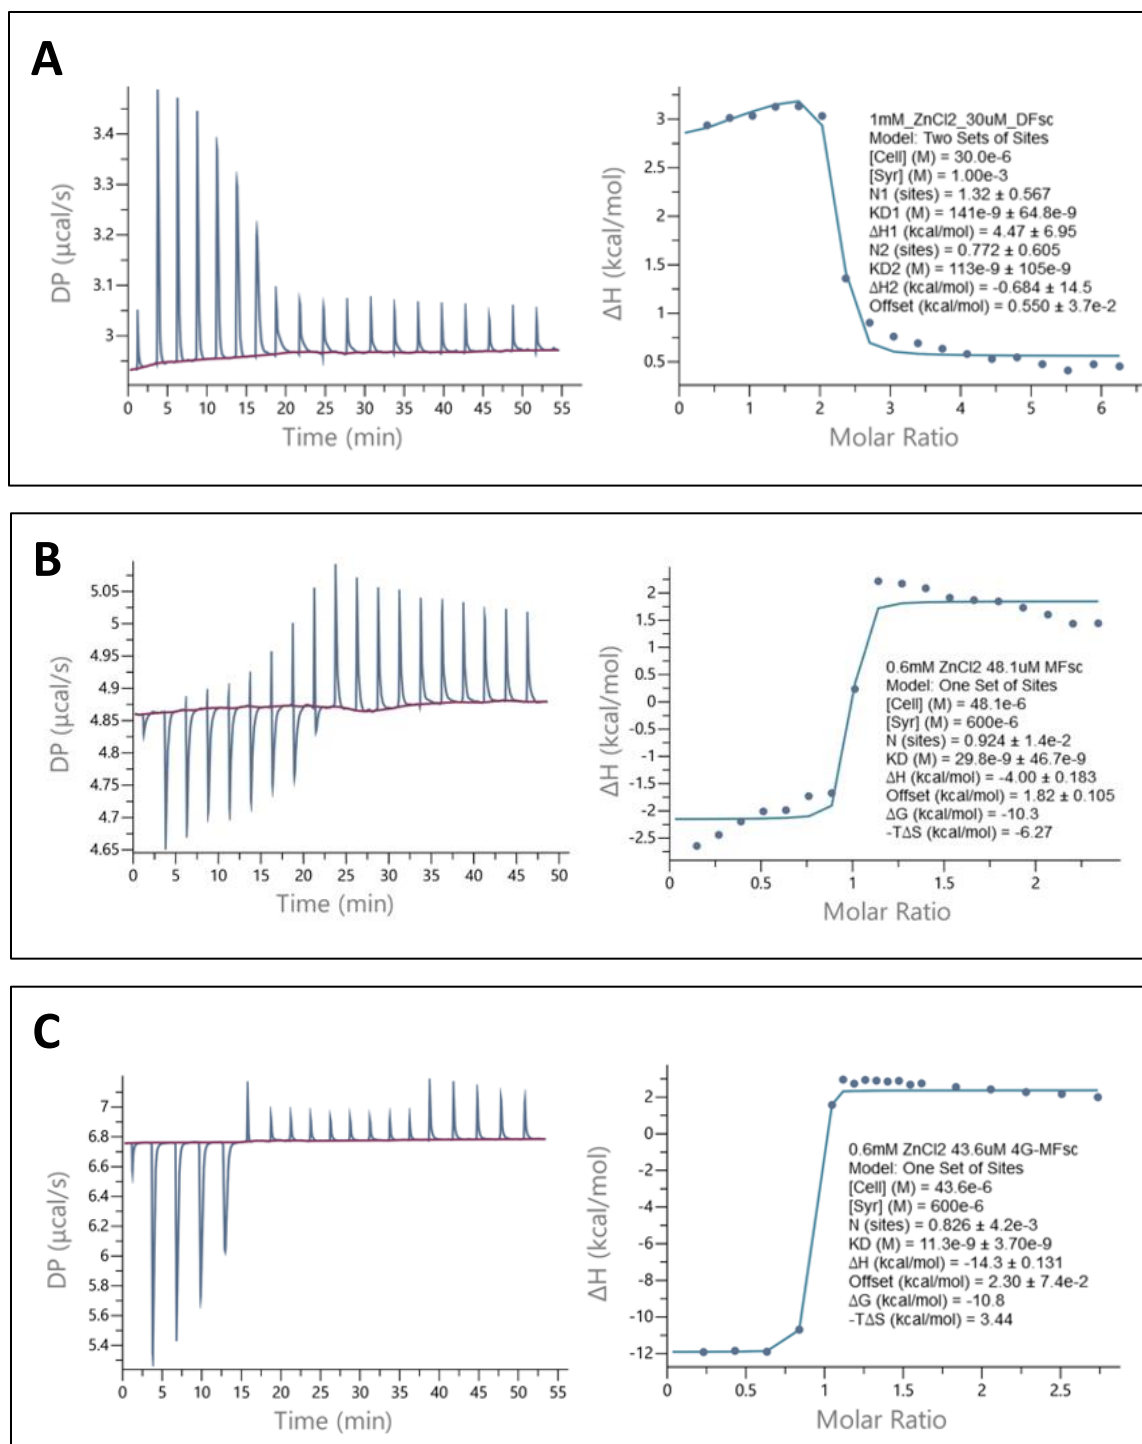 A
DP (µcal/s)
3.4
3.3
3.2
3.1
3
0 5 10 15 20 25 30 35 40 45 50 55
Time (min)
ΔH (kcal/mol)
3
2.5
2
1.5
1
0.5
0 1 2 3 4 5 6
Molar Ratio
1mM_ZnCl2_30uM_DFsc
Model: Two Sets of Sites
[Cell] (M) = 30.0e-6
[Syr] (M) = 1.00e-3
N1 (sites) = 1.32 ± 0.567
KD1 (M) = 141e-9 ± 64.8e-9
ΔH1 (kcal/mol) = 4.47 ± 6.95
N2 (sites) = 0.772 ± 0.605
KD2 (M) = 113e-9 ± 105e-9
ΔH2 (kcal/mol) = -0.684 ± 14.5
Offset (kcal/mol) = 0.550 ± 3.7e-2
B
DP (µcal/s)
5.05
5
4.95
4.9
4.85
4.8
4.75
4.7
4.65
0 5 10 15 20 25 30 35 40 45 50
Time (min)
ΔH (kcal/mol)
2
1.5
1
0.5
0
-0.5
-1
-1.5
-2
-2.5
0 0.5 1 1.5 2
Molar Ratio
0.6mM ZnCl2 48.1uM MFsc
Model: One Set of Sites
[Cell] (M) = 48.1e-6
[Syr] (M) = 600e-6
N (sites) = 0.924 ± 1.4e-2
KD (M) = 29.8e-9 ± 46.7e-9
ΔH (kcal/mol) = -4.00 ± 0.183
Offset (kcal/mol) = 1.82 ± 0.105
ΔG (kcal/mol) = -10.3
-TΔS (kcal/mol) = -6.27
C
DP (µcal/s)
7
6.8
6.6
6.4
6.2
6
5.8
5.6
5.4
0 5 10 15 20 25 30 35 40 45 50 55
Time (min)
ΔH (kcal/mol)
2
0
-2
-4
-6
-8
-10
-12
0 0.5 1 1.5 2 2.5
Molar Ratio
0.6mM ZnCl2 43.6uM 4G-MFsc
Model: One Set of Sites
[Cell] (M) = 43.6e-6
[Syr] (M) = 600e-6
N (sites) = 0.826 ± 4.2e-3
KD (M) = 11.3e-9 ± 3.70e-9
ΔH (kcal/mol) = -14.3 ± 0.131
Offset (kcal/mol) = 2.30 ± 7.4e-2
ΔG (kcal/mol) = -10.8
-TΔS (kcal/mol) = 3.44